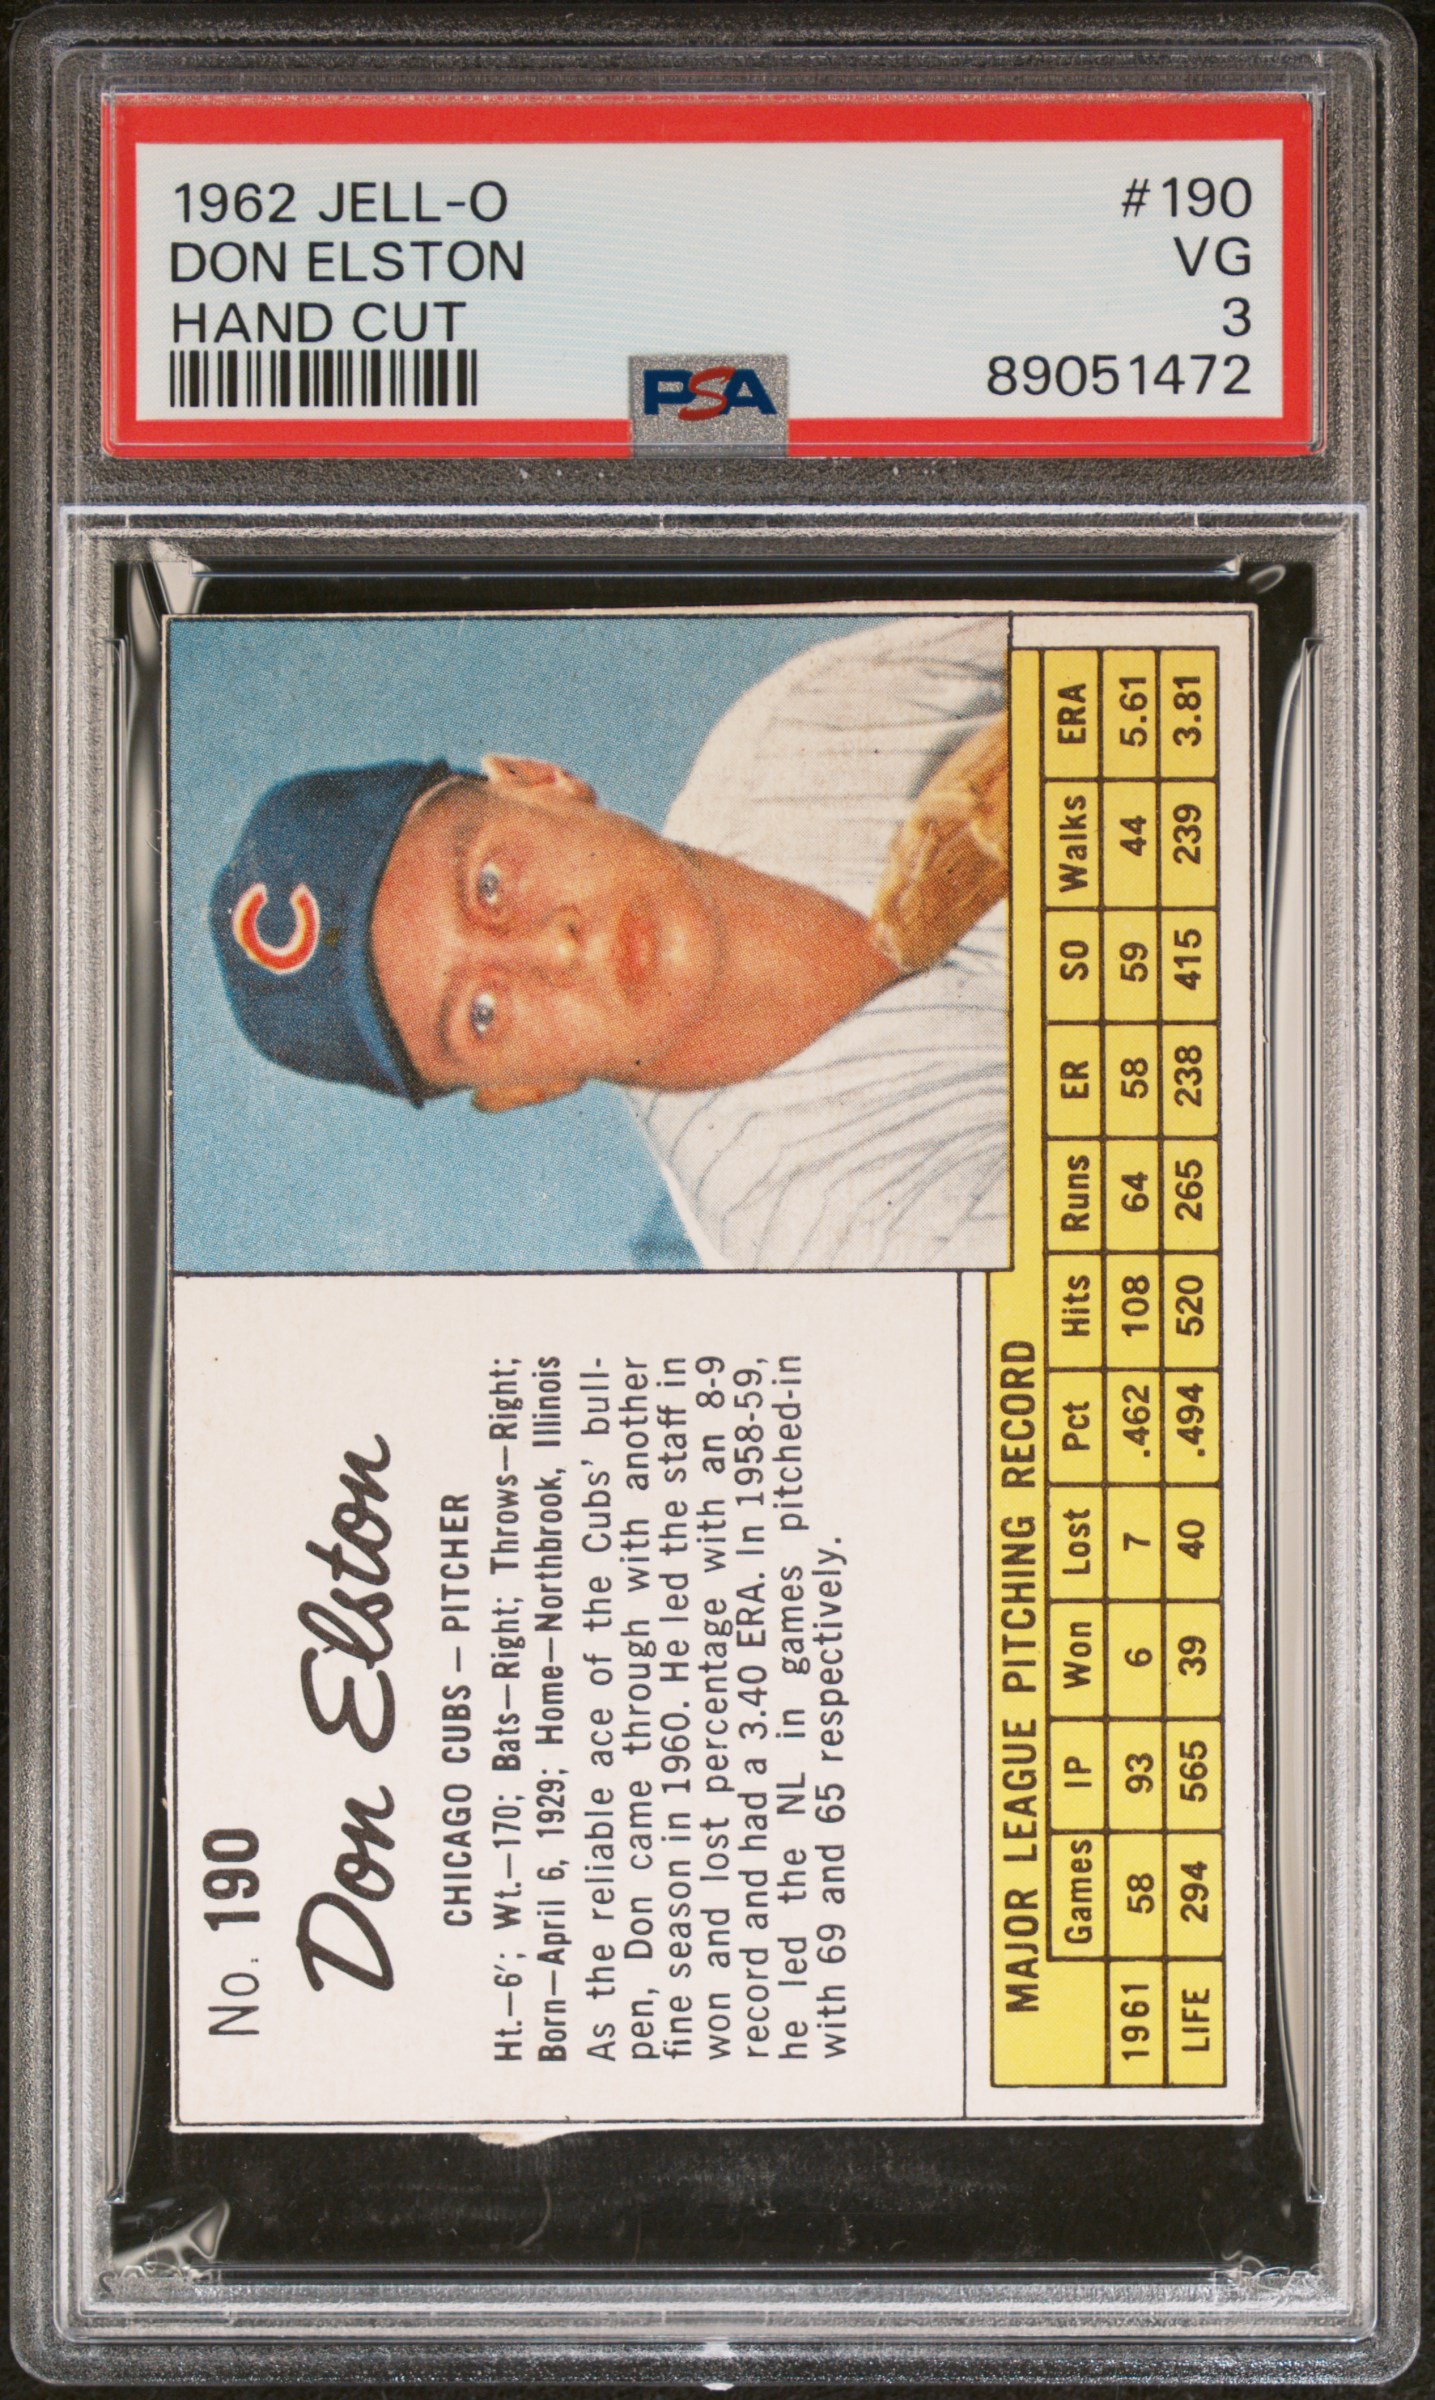 1962 JELL-O #190
DON ELSTON VG
HAND CUT 3
89051472
PSA
C
No. 190
Don Elston
CHICAGO CUBS – PITCHER
Ht.—6'; Wt.—170; Bats—Right; Throws—Right;
Born—April 6, 1929; Home—Northbrook, Illinois
As the reliable ace of the Cubs' bull-
pen, Don came through with another
fine season in 1960. He led the staff in
won and lost percentage with an 8-9
record and had a 3.40 ERA. In 1958-59,
he led the NL in games pitched-in
with 69 and 65 respectively.
MAJOR LEAGUE PITCHING RECORD
Games IP Won Lost Pct Hits Runs ER SO Walks ERA
1961 58 93 6 7 .462 108 64 58 59 44 5.61
LIFE 294 565 39 40 .494 520 265 238 415 239 3.81